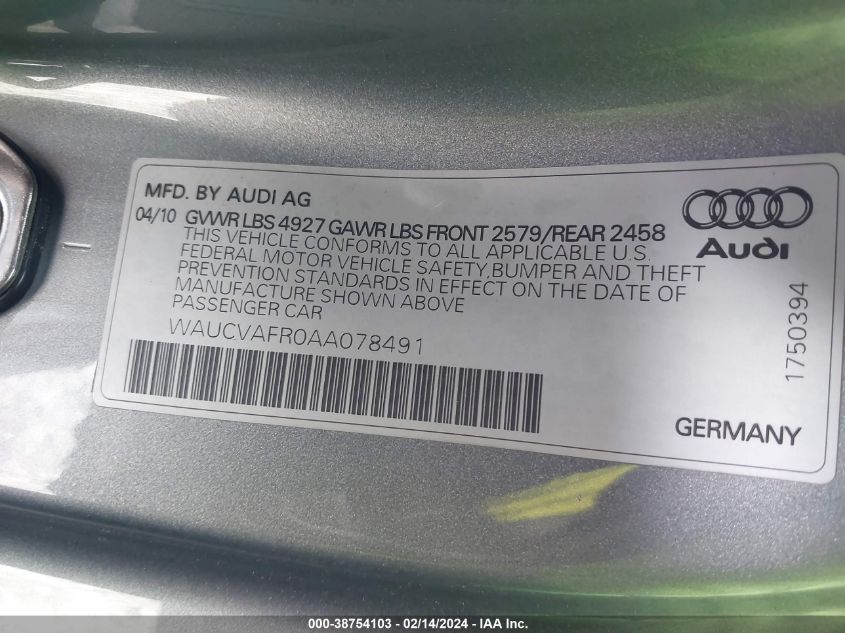 MFD. BY AUDI AG
04/10 GVWR LBS 4927 GAWR LBS FRONT 2579/REAR 2458
THIS VEHICLE CONFORMS TO ALL APPLICABLE U.S.
FEDERAL MOTOR VEHICLE SAFETY,BUMPER AND THEFT
PREVENTION STANDARDS IN EFFECT ON THE DATE OF
MANUFACTURE SHOWN ABOVE
PASSENGER CAR
WAUCVAFR0AA078491
Audi
1750394
GERMANY
000-38754103 - 02/14/2024 - IAA Inc.